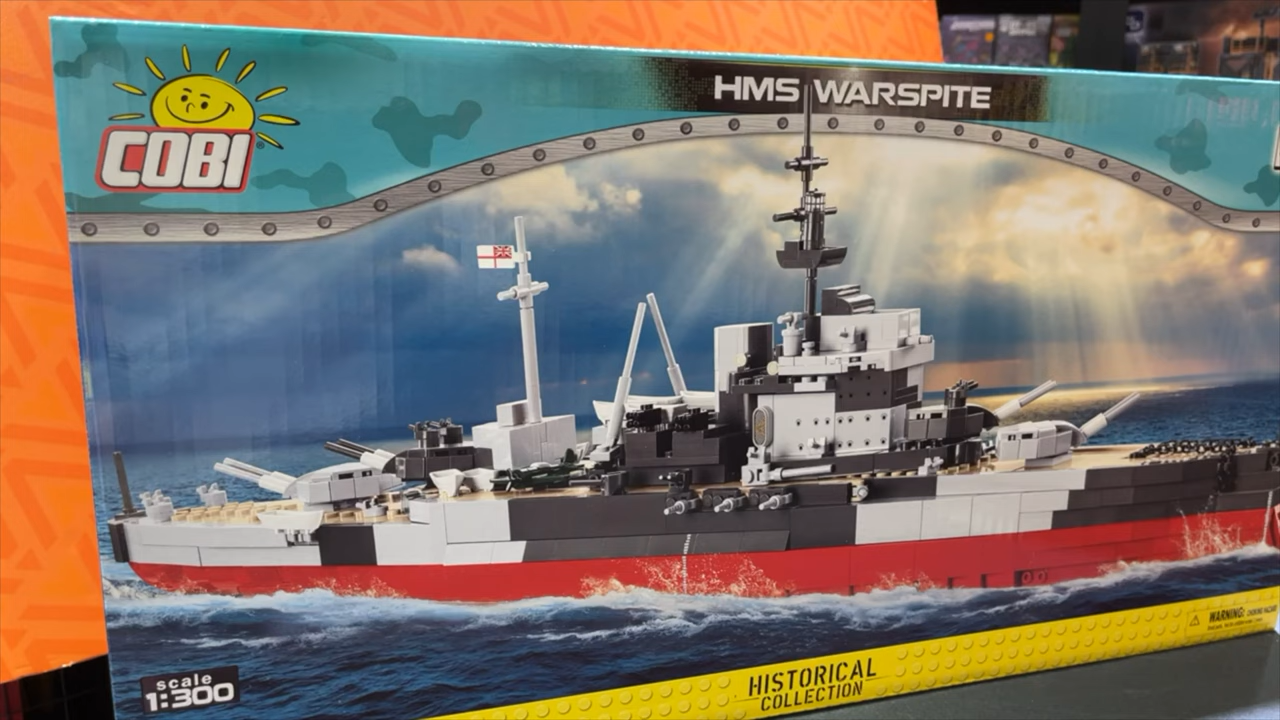 HMS WARSPITE
COBI
scale
1:300
HISTORICAL
COLLECTION
WARNING: